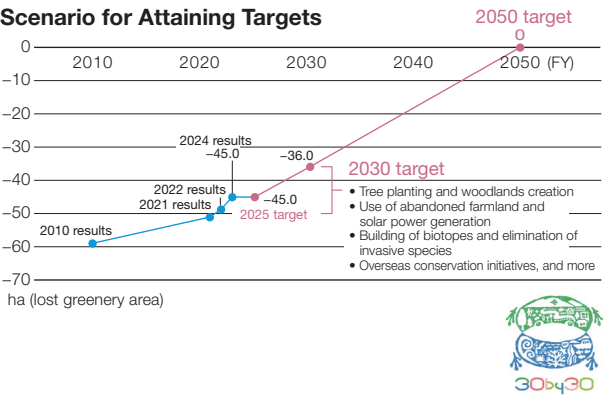 Scenario for Attaining Targets
2050 target
0
0
2010
2020
2030
2040
2050 (FY)
−10
−20
−30
−40
−50
−60
−70
2024 results
−45.0
−36.0
2022 results
2021 results
2010 results
−45.0
2025 target
2030 target
• Tree planting and woodlands creation
• Use of abandoned farmland and
solar power generation
• Building of biotopes and elimination of
invasive species
• Overseas conservation initiatives, and more
ha (lost greenery area)
30by30